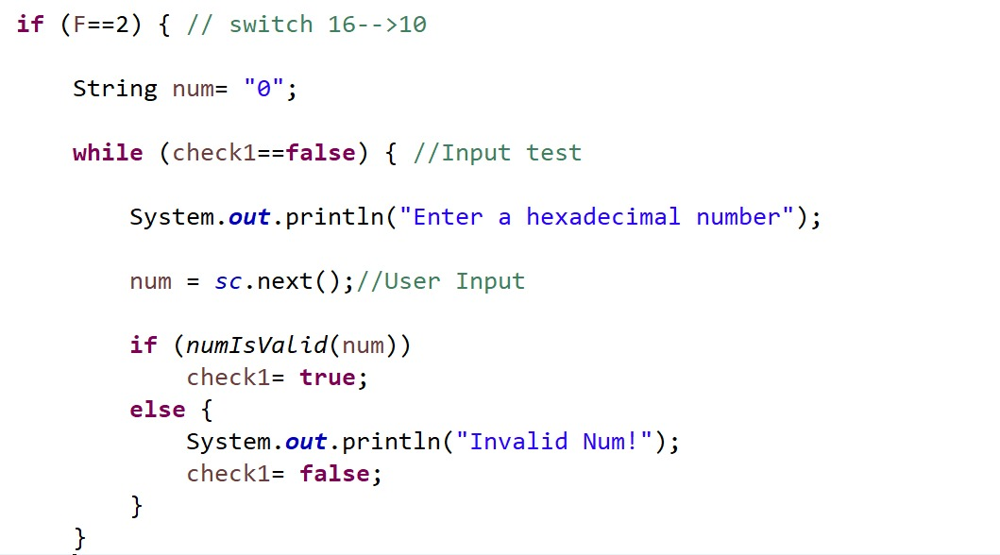 if (F==2) { // switch 16-->10
String num= "0";
while (check1==false) { //Input test
System.out.println("Enter a hexadecimal number");
num = sc.next();//User Input
if (numIsValid(num))
check1= true;
else {
System.out.println("Invalid Num!");
check1= false;
}
}